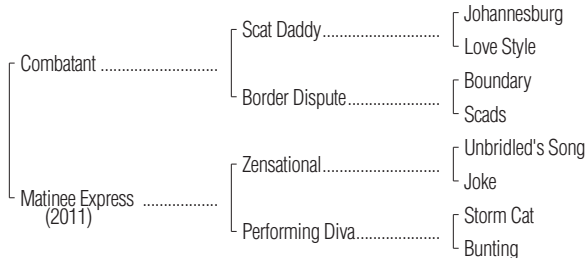 Johannesburg
Scat Daddy
Love Style
Combatant
Boundary
Border Dispute
Scads
Unbridled's Song
Zensational
Joke
Matinee Express
(2011)
Storm Cat
Performing Diva
Bunting